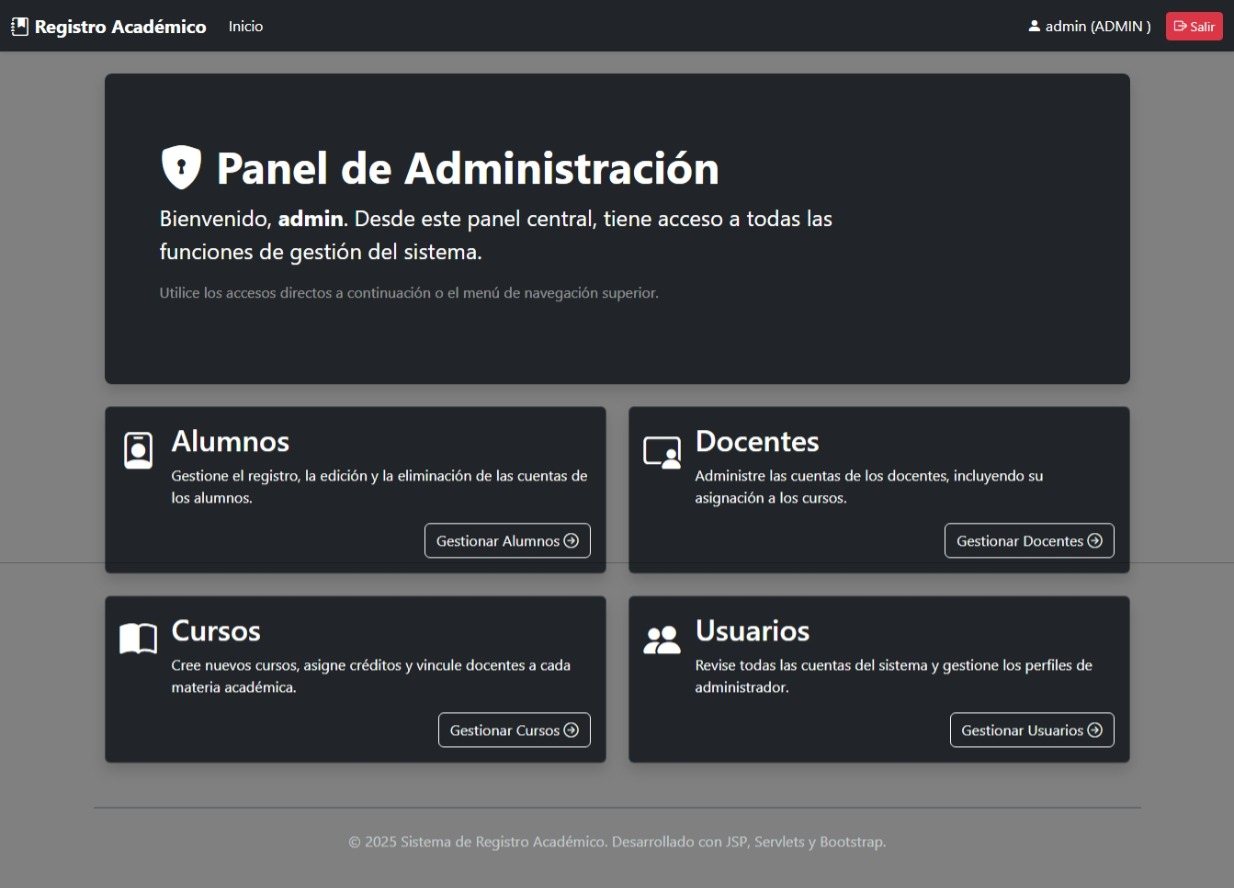 Registro Académico Inicio admin (ADMIN ) Salir
Panel de Administración
Bienvenido, admin. Desde este panel central, tiene acceso a todas las
funciones de gestión del sistema.
Utilice los accesos directos a continuación o el menú de navegación superior.
Alumnos
Gestione el registro, la edición y la eliminación de las cuentas de
los alumnos.
Gestionar Alumnos
Docentes
Administre las cuentas de los docentes, incluyendo su
asignación a los cursos.
Gestionar Docentes
Cursos
Cree nuevos cursos, asigne créditos y vincule docentes a cada
materia académica.
Gestionar Cursos
Usuarios
Revise todas las cuentas del sistema y gestione los perfiles de
administrador.
Gestionar Usuarios
© 2025 Sistema de Registro Académico. Desarrollado con JSP, Servlets y Bootstrap.